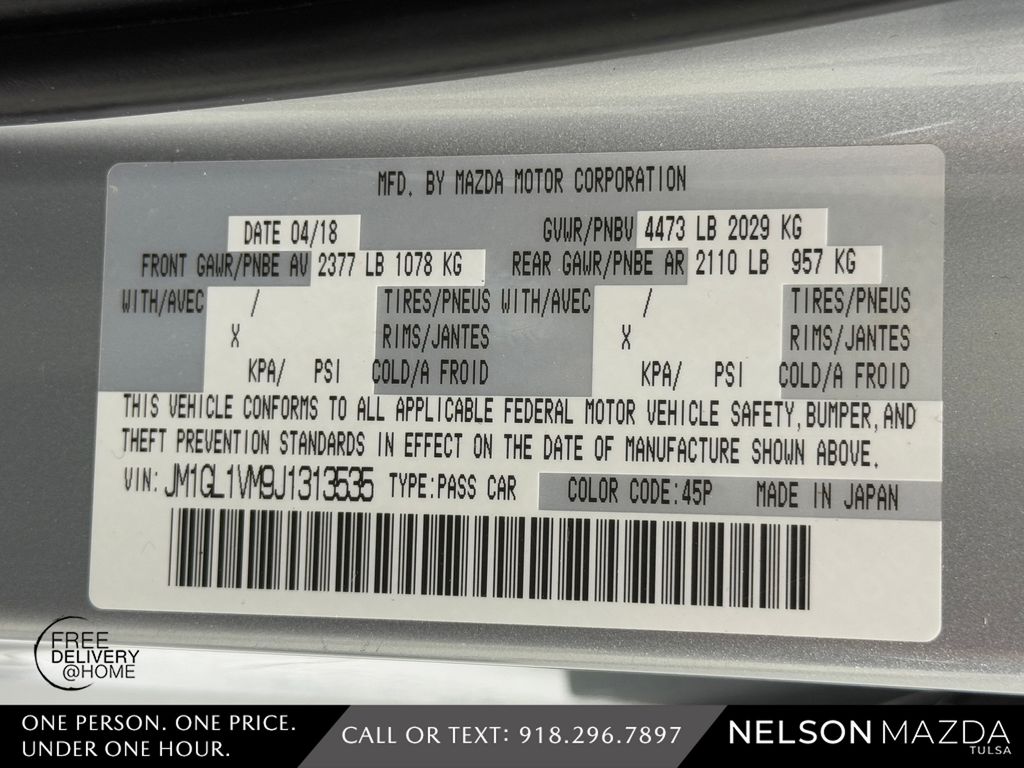 MFD. BY MAZDA MOTOR CORPORATION
DATE 04/18 GVWR/PNBV 4473 LB 2029 KG
FRONT GAWR/PNBE AV 2377 LB 1078 KG REAR GAWR/PNBE AR 2110 LB 957 KG
WITH/AVEC / TIRES/PNEUS WITH/AVEC / TIRES/PNEUS
X RIMS/JANTES X RIMS/JANTES
KPA/ PSI COLD/A FROID KPA/ PSI COLD/A FROID
THIS VEHICLE CONFORMS TO ALL APPLICABLE FEDERAL MOTOR VEHICLE SAFETY, BUMPER, AND
THEFT PREVENTION STANDARDS IN EFFECT ON THE DATE OF MANUFACTURE SHOWN ABOVE.
VIN: JM1GL1VM9J1313535 TYPE:PASS CAR COLOR CODE:45P MADE IN JAPAN
FREE
DELIVERY
@HOME
ONE PERSON. ONE PRICE.
UNDER ONE HOUR.
CALL OR TEXT: 918.296.7897
NELSON MAZDA
TULSA